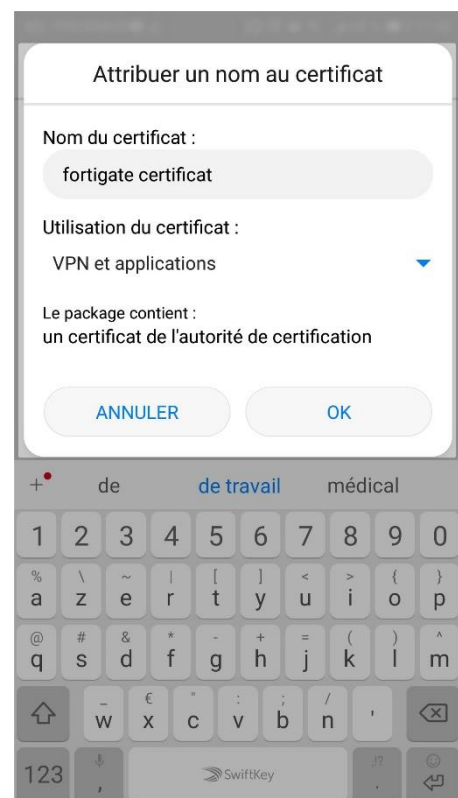 Attribuer un nom au certificat
Nom du certificat :
fortigate certificat
Utilisation du certificat :
VPN et applications
Le package contient :
un certificat de l'autorité de certification
ANNULER OK
+ de de travail médical
1 2 3 4 5 6 7 8 9 0
% \ ~ | [ ] < > { }
a z e r t y u i o p
@ # & * - + = ( ) ^
q s d f g h j k l m
_ € " : ; /
w x c v b n '
123 , SwiftKey .
!?